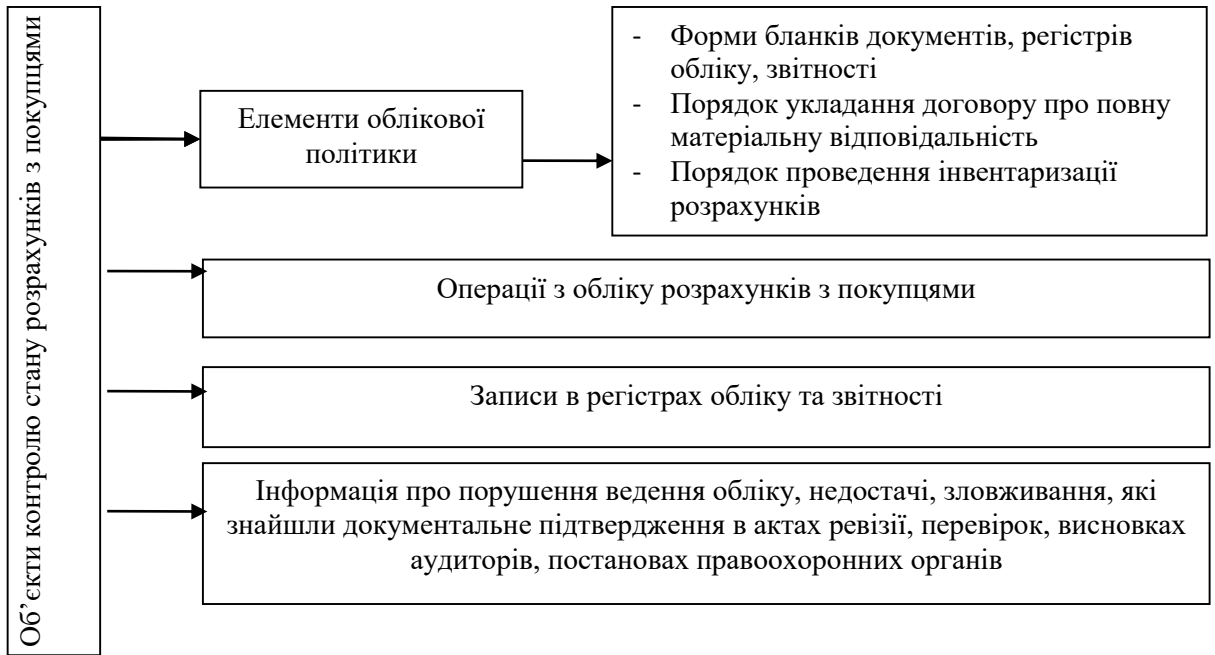 Об’єкти контролю стану розрахунків з покупцями
Елементи облікової
політики
- Форми бланків документів, регістрів
обліку, звітності
- Порядок укладання договору про повну
матеріальну відповідальність
- Порядок проведення інвентаризації
розрахунків
Операції з обліку розрахунків з покупцями
Записи в регістрах обліку та звітності
Інформація про порушення ведення обліку, недостачі, зловживання, які
знайшли документальне підтвердження в актах ревізії, перевірок, висновках
аудиторів, постановах правоохоронних органів